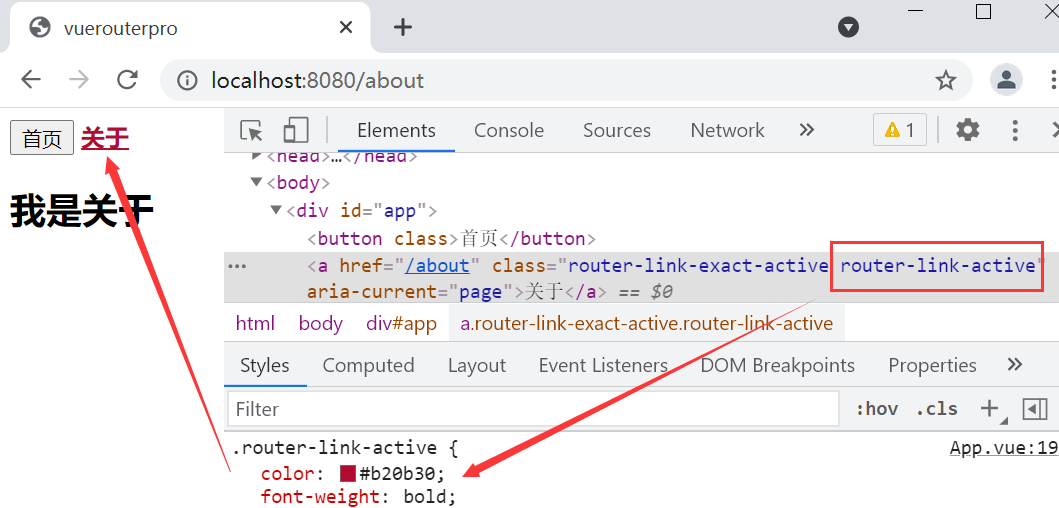 vuerouterpro
localhost:8080/about
首页 关于
我是关于
Elements Console Sources Network 1
<head>…</head>
<body>
<div id="app">
<button class>首页</button>
<a href="/about" class="router-link-exact-active router-link-active"
aria-current="page">关于</a> == $0
html body div#app a.router-link-exact-active.router-link-active
Styles Computed Layout Event Listeners DOM Breakpoints Properties
Filter :hov .cls
.router-link-active { App.vue:19
color: #b20b30;
font-weight: bold;